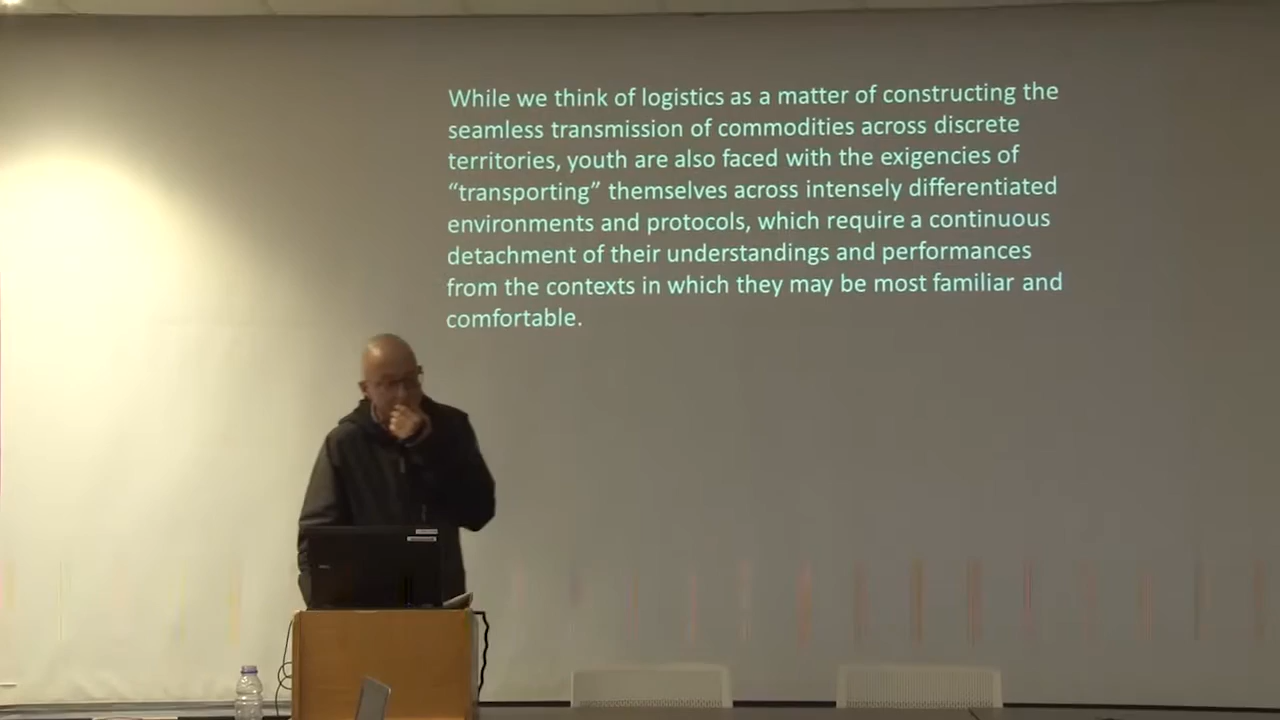 While we think of logistics as a matter of constructing the
seamless transmission of commodities across discrete
territories, youth are also faced with the exigencies of
“transporting” themselves across intensely differentiated
environments and protocols, which require a continuous
detachment of their understandings and performances
from the contexts in which they may be most familiar and
comfortable.